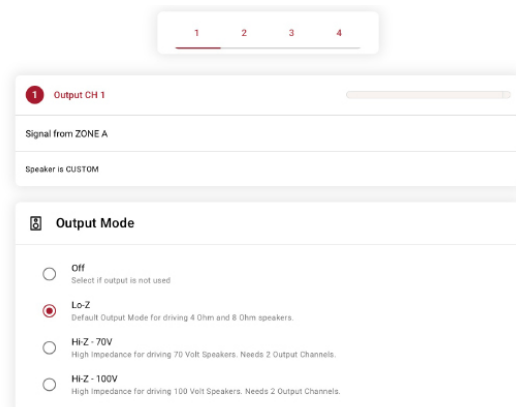 1 2 3 4
1 Output CH 1
Signal from ZONE A
Speaker is CUSTOM
Output Mode
Off
Select if output is not used
Lo-Z
Default Output Mode for driving 4 Ohm and 8 Ohm speakers.
Hi-Z - 70V
High Impedance for driving 70 Volt Speakers. Needs 2 Output Channels.
Hi-Z - 100V
High Impedance for driving 100 Volt Speakers. Needs 2 Output Channels.